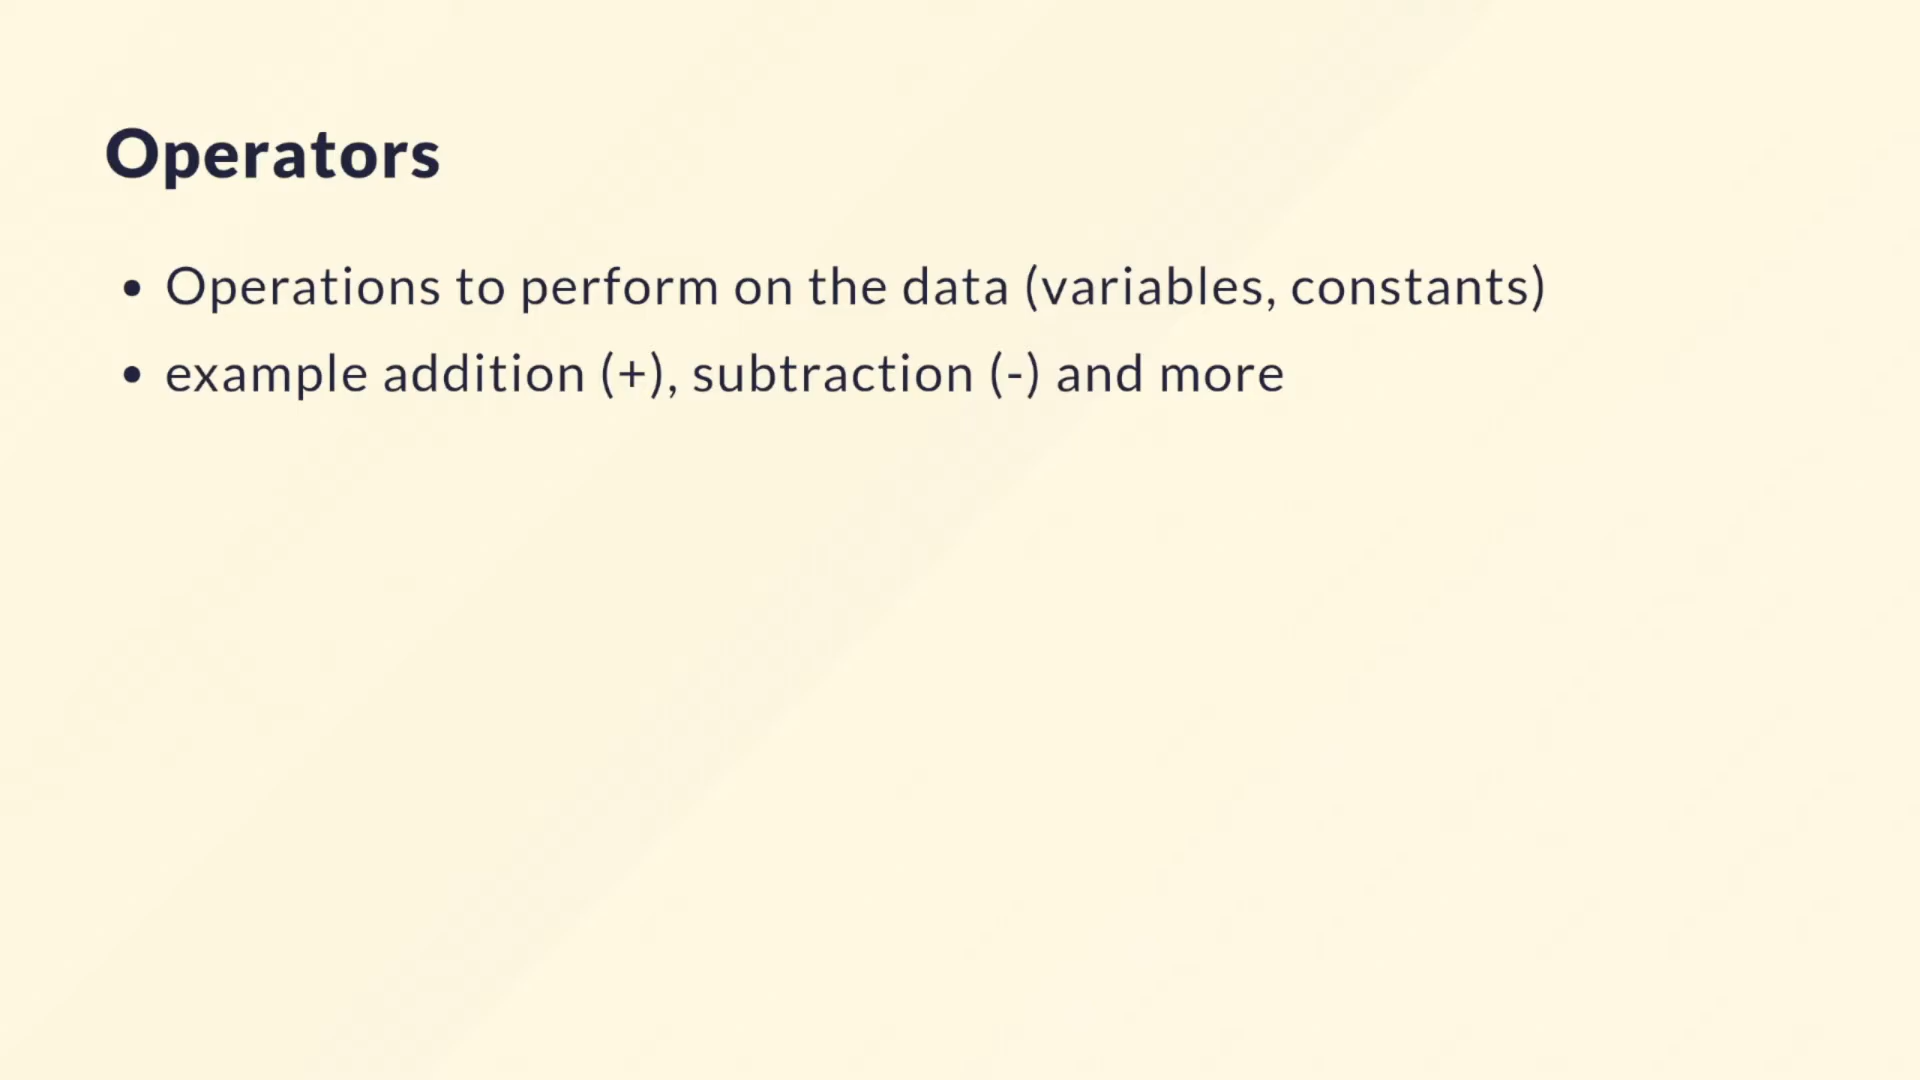 Operators
• Operations to perform on the data (variables, constants)
• example addition (+), subtraction (-) and more